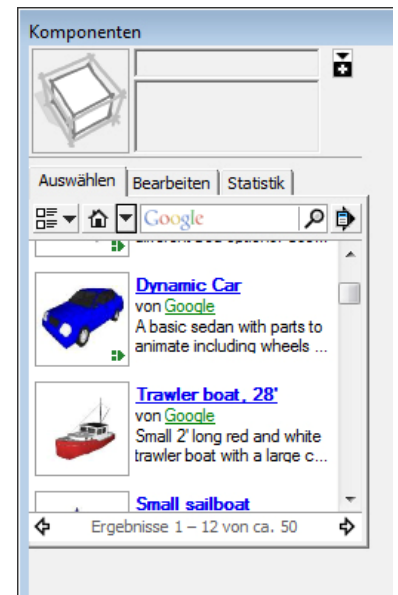 Komponenten
Auswählen
Bearbeiten
Statistik
Google
Dynamic Car
von Google
A basic sedan with parts to
animate including wheels ...
Trawler boat, 28'
von Google
Small 2' long red and white
trawler boat with a large c...
Small sailboat
Ergebnisse 1 – 12 von ca. 50